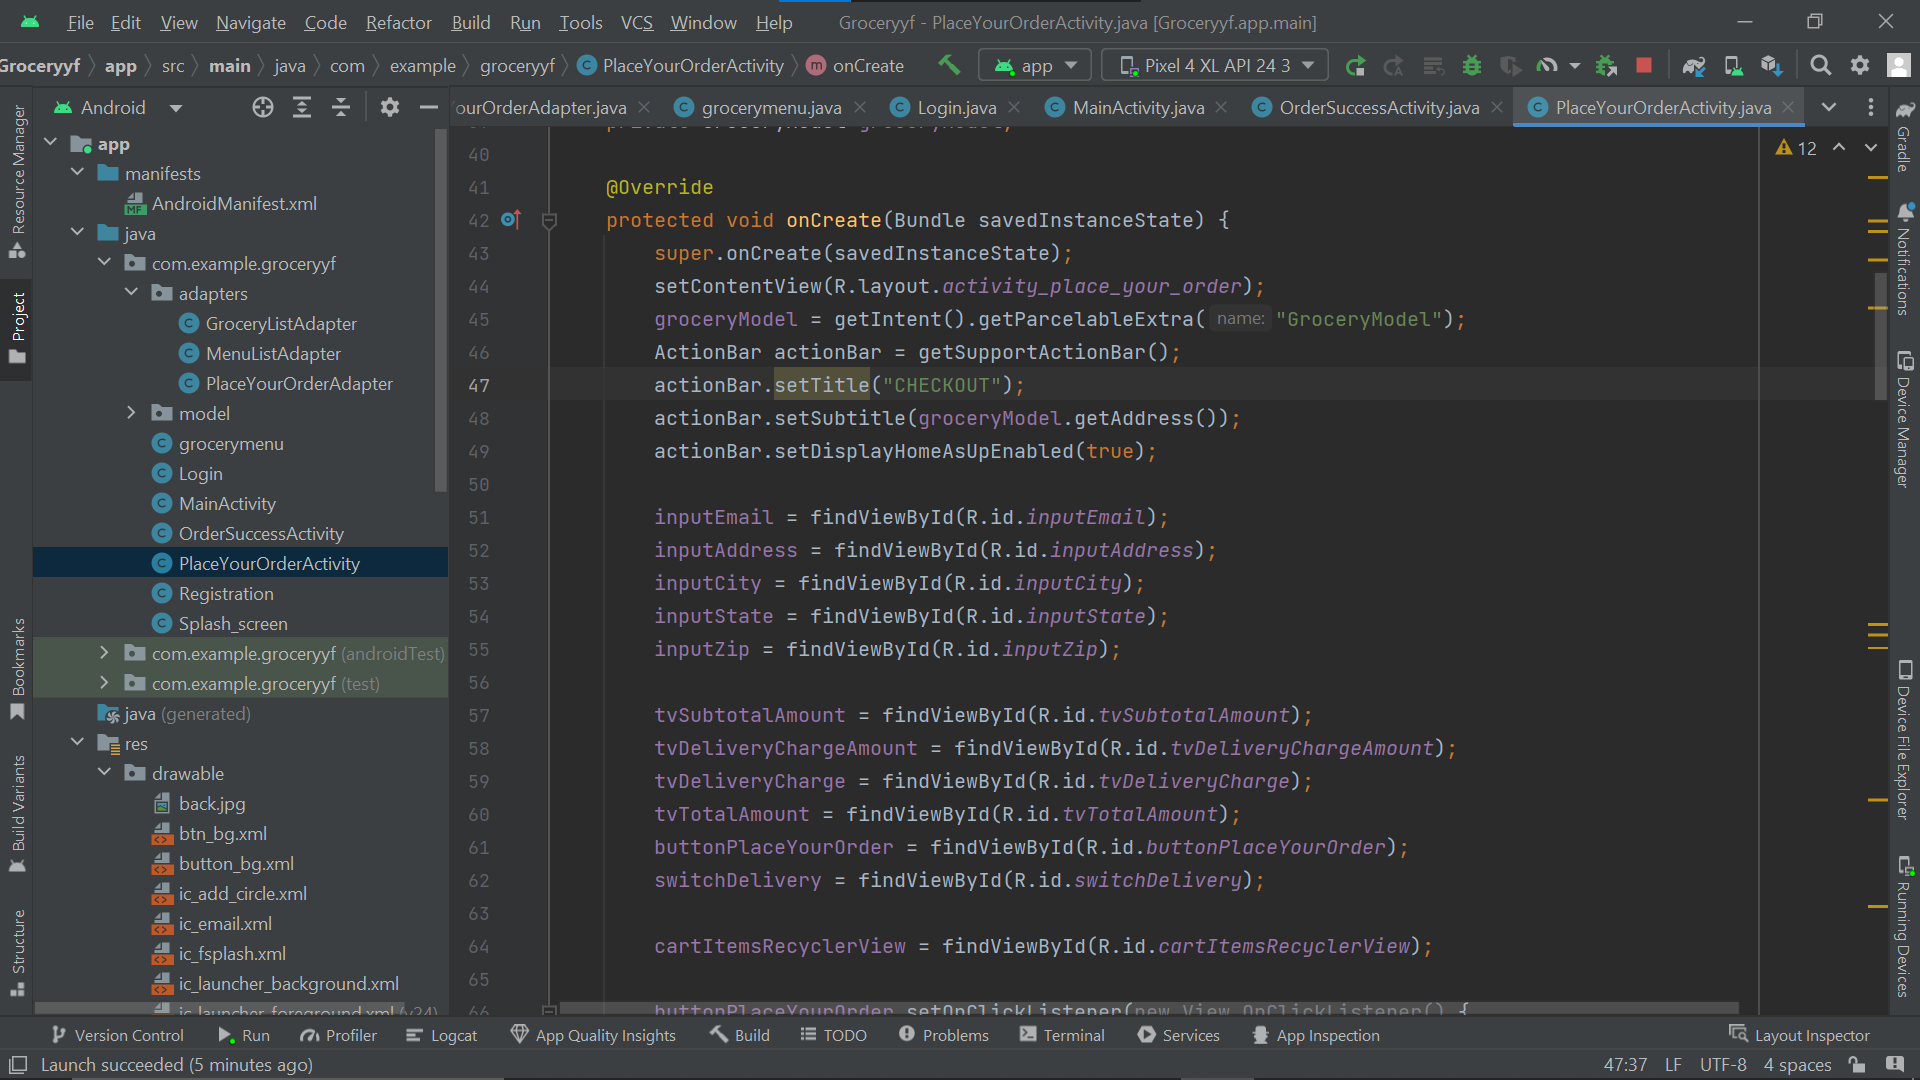 File Edit View Navigate Code Refactor Build Run Tools VCS Window Help Groceryyf - PlaceYourOrderActivity.java [Groceryyf.app.main]
Groceryyf app src main java com example groceryyf PlaceYourOrderActivity onCreate app Pixel 4 XL API 24 3
Android
ourOrderAdapter.java grocerymenu.java Login.java MainActivity.java OrderSuccessActivity.java PlaceYourOrderActivity.java
Resource Manager
Project
Bookmarks
Build Variants
Structure
app
manifests
AndroidManifest.xml
java
com.example.groceryyf
adapters
GroceryListAdapter
MenuListAdapter
PlaceYourOrderAdapter
model
grocerymenu
Login
MainActivity
OrderSuccessActivity
PlaceYourOrderActivity
Registration
Splash_screen
com.example.groceryyf (androidTest)
com.example.groceryyf (test)
java (generated)
res
drawable
back.jpg
btn_bg.xml
button_bg.xml
ic_add_circle.xml
ic_email.xml
ic_fsplash.xml
ic_launcher_background.xml
ic_launcher_foreground.xml (v24)
12
40
41 @Override
42 protected void onCreate(Bundle savedInstanceState) {
43 super.onCreate(savedInstanceState);
44 setContentView(R.layout.activity_place_your_order);
45 groceryModel = getIntent().getParcelableExtra( name: "GroceryModel");
46 ActionBar actionBar = getSupportActionBar();
47 actionBar.setTitle("CHECKOUT");
48 actionBar.setSubtitle(groceryModel.getAddress());
49 actionBar.setDisplayHomeAsUpEnabled(true);
50
51 inputEmail = findViewById(R.id.inputEmail);
52 inputAddress = findViewById(R.id.inputAddress);
53 inputCity = findViewById(R.id.inputCity);
54 inputState = findViewById(R.id.inputState);
55 inputZip = findViewById(R.id.inputZip);
56
57 tvSubtotalAmount = findViewById(R.id.tvSubtotalAmount);
58 tvDeliveryChargeAmount = findViewById(R.id.tvDeliveryChargeAmount);
59 tvDeliveryCharge = findViewById(R.id.tvDeliveryCharge);
60 tvTotalAmount = findViewById(R.id.tvTotalAmount);
61 buttonPlaceYourOrder = findViewById(R.id.buttonPlaceYourOrder);
62 switchDelivery = findViewById(R.id.switchDelivery);
63
64 cartItemsRecyclerView = findViewById(R.id.cartItemsRecyclerView);
65
66 buttonPlaceYourOrder.setOnClickListener(new View.OnClickListener() {
Gradle
Notifications
Device Manager
Device File Explorer
Running Devices
Version Control Run Profiler Logcat App Quality Insights Build TODO Problems Terminal Services App Inspection Layout Inspector
Launch succeeded (5 minutes ago) 47:37 LF UTF-8 4 spaces